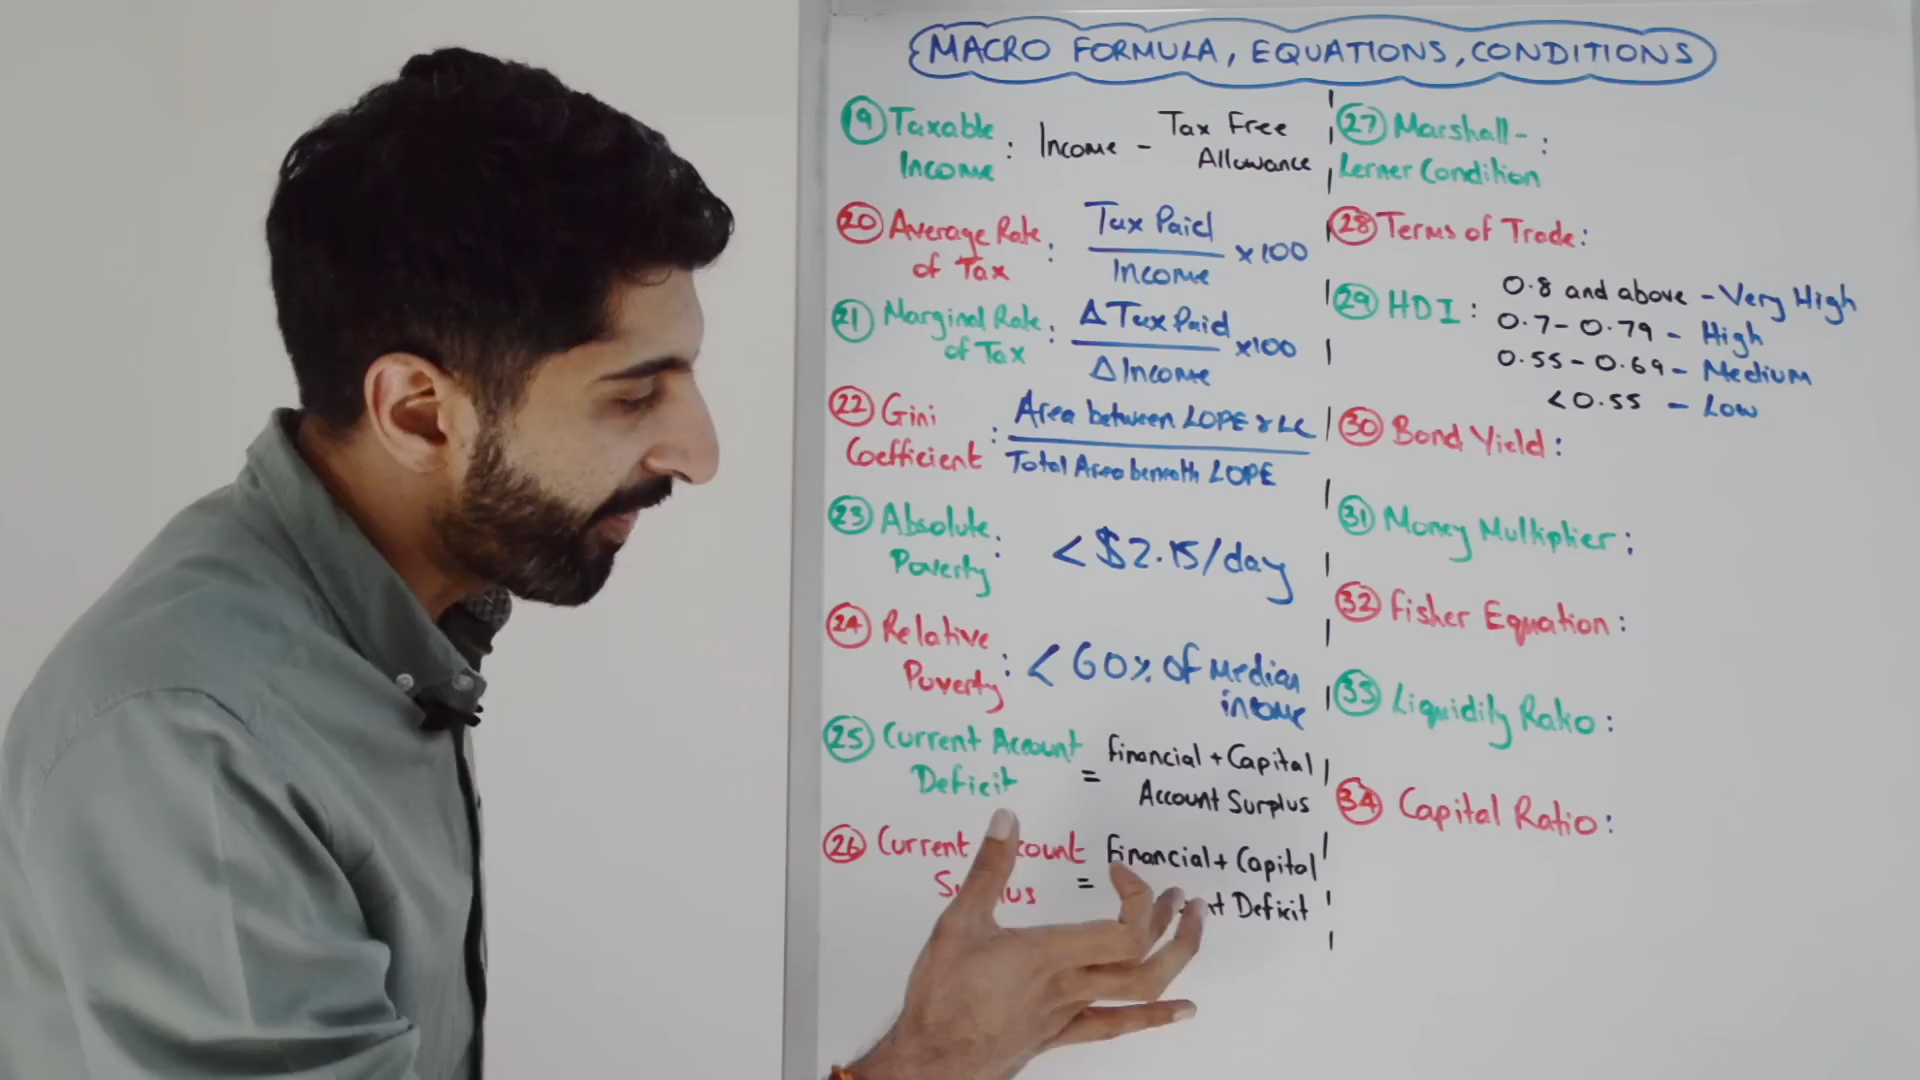 MACRO FORMULA, EQUATIONS, CONDITIONS
19 Taxable Income : Income - Tax Free Allowance
20 Average Rate of Tax : Tax Paid / Income x100
21 Marginal Rate of Tax : Δ Tax Paid / Δ Income x100
22 Gini Coefficient : Area between LOPE & LC / Total Area beneath LOPE
23 Absolute Poverty : < $2.15/day
24 Relative Poverty : < 60% of Median income
25 Current Account Deficit = Financial + Capital Account Surplus
26 Current Surplus = Financial + Capital Deficit
27 Marshall-Lerner Condition :
28 Terms of Trade :
29 HDI : 0.8 and above - Very High
0.7 - 0.79 - High
0.55 - 0.69 - Medium
<0.55 - Low
30 Bond Yield :
31 Money Multiplier :
32 Fisher Equation :
33 Liquidity Ratio :
34 Capital Ratio :